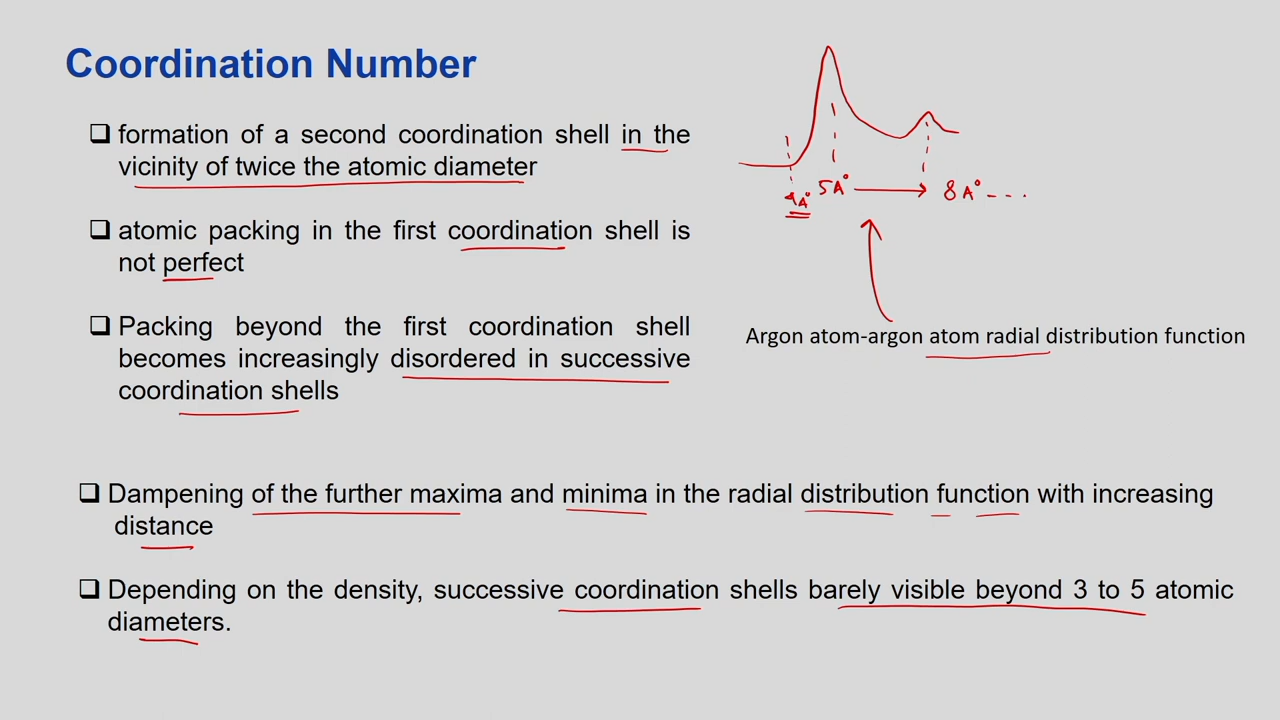 Coordination Number
❑ formation of a second coordination shell in the
vicinity of twice the atomic diameter
❑ atomic packing in the first coordination shell is
not perfect
❑ Packing beyond the first coordination shell
becomes increasingly disordered in successive
coordination shells
4A° 5A° 8A°
Argon atom-argon atom radial distribution function
❑ Dampening of the further maxima and minima in the radial distribution function with increasing
distance
❑ Depending on the density, successive coordination shells barely visible beyond 3 to 5 atomic
diameters.